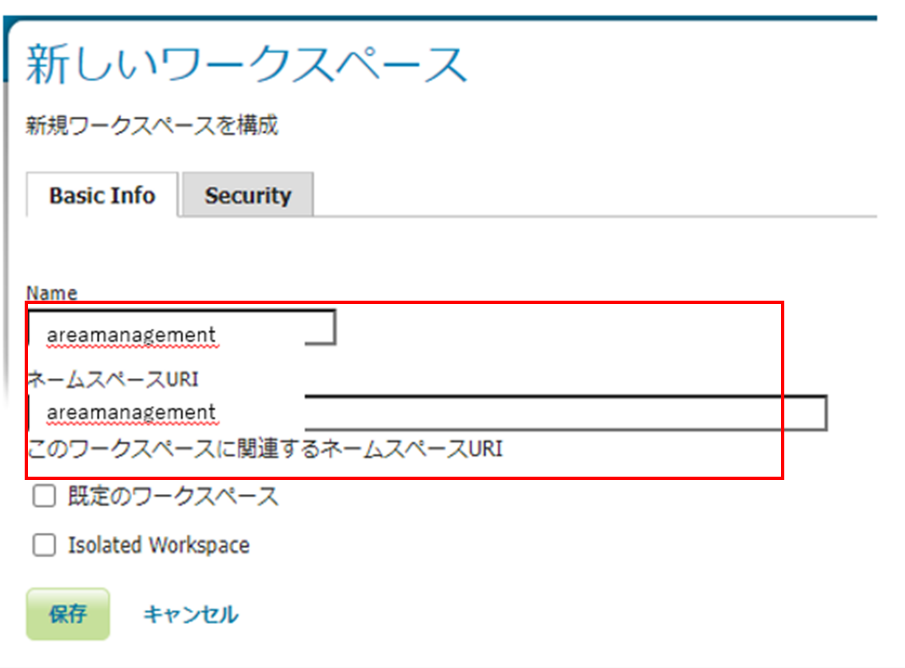 新しいワークスペース
新規ワークスペースを構成
Basic Info
Security
Name
areamanagement
ネームスペースURI
areamanagement
このワークスペースに関連するネームスペースURI
既定のワークスペース
Isolated Workspace
保存
キャンセル